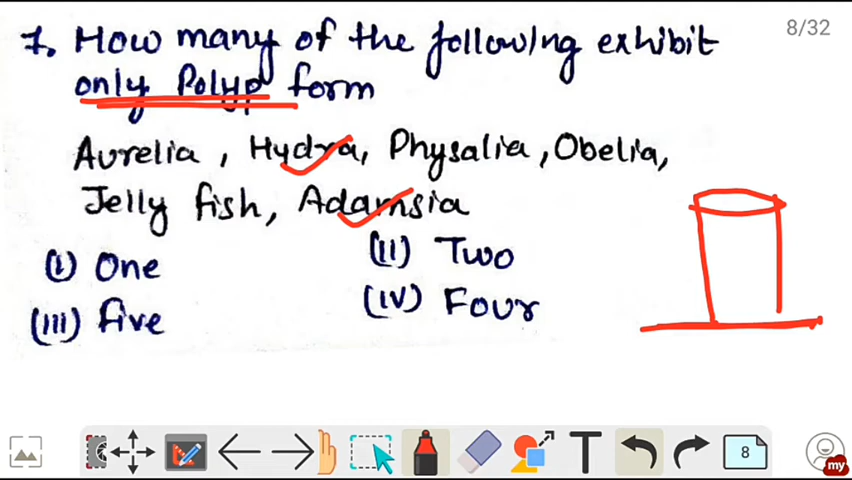 8/32
7. How many of the following exhibit
only Polyp form
Aurelia, Hydra, Physalia, Obelia,
Jelly fish, Adamsia
(i) One (ii) Two
(iii) five (iv) Four
T 8
my